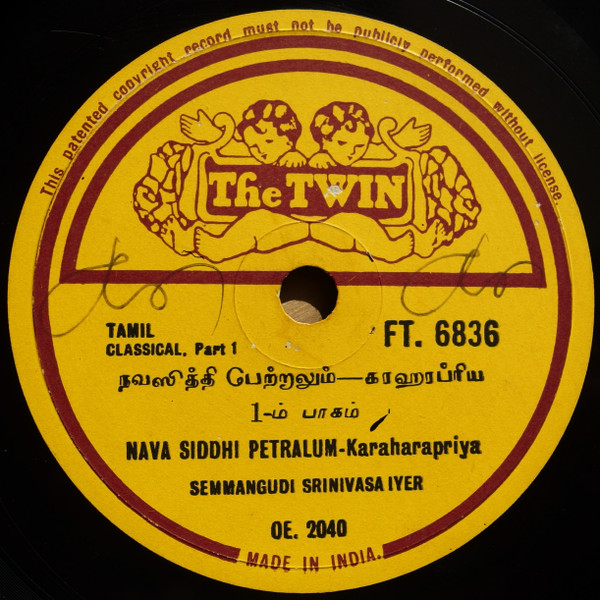 This patented copyright record must not be publicly performed without license.
The TWIN
TAMIL
CLASSICAL, Part 1
FT. 6836
நவஸித்தி பேற்றலும்—கரஹரப்ரிய
1-ம் பாகம்
NAVA SIDDHI PETRALUM-Karaharapriya
SEMMANGUDI SRINIVASA IYER
OE. 2040
MADE IN INDIA.